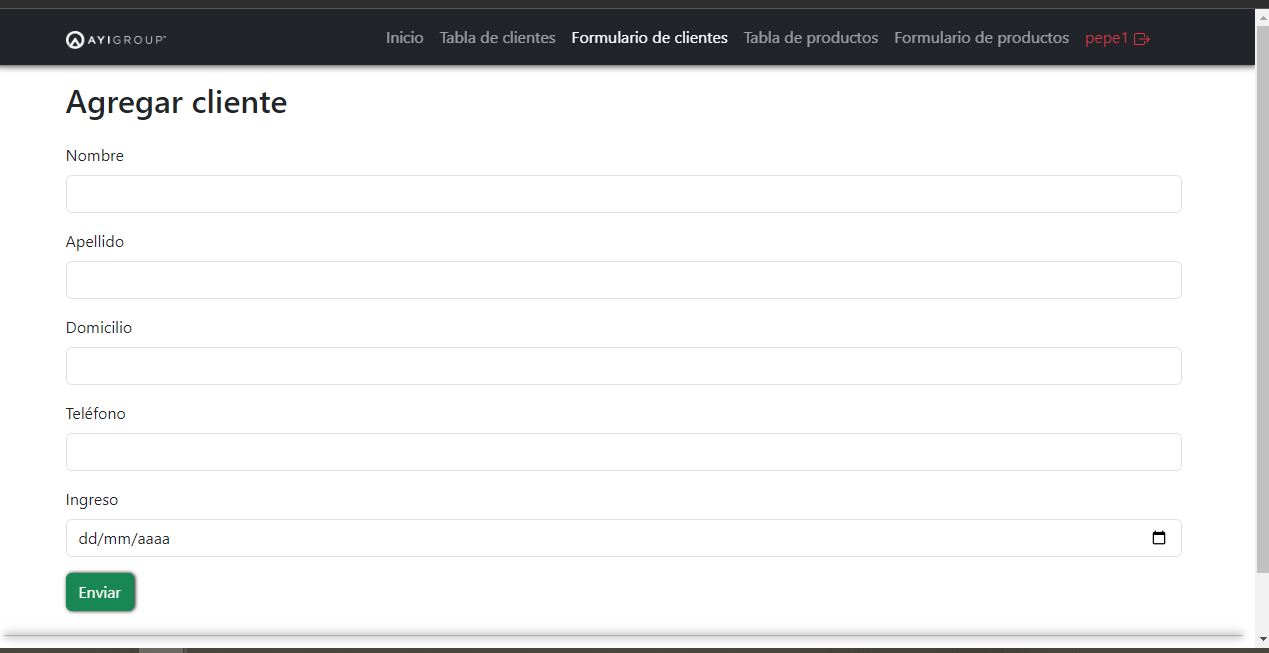 AYIGROUP™ Inicio Tabla de clientes Formulario de clientes Tabla de productos Formulario de productos pepe1
Agregar cliente
Nombre
Apellido
Domicilio
Teléfono
Ingreso
dd/mm/aaaa
Enviar